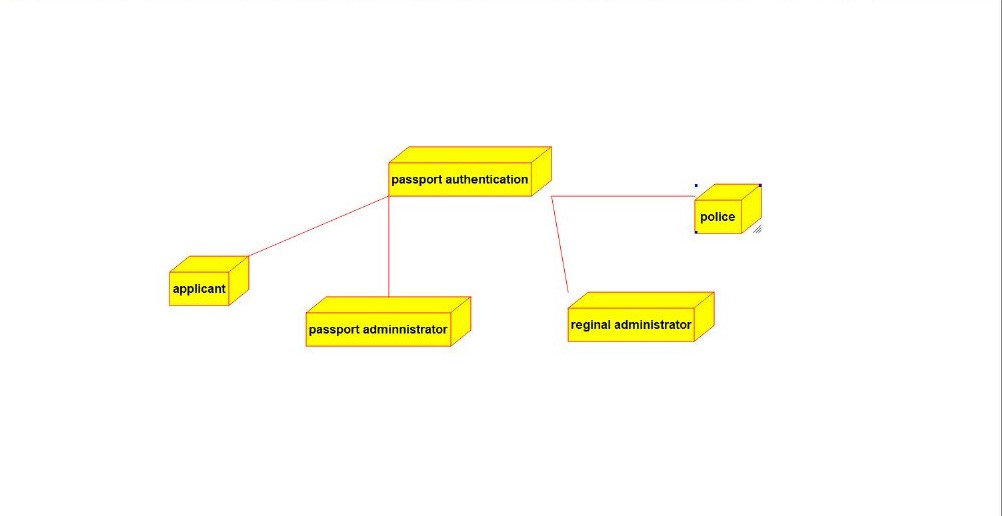 passport authentication
police
applicant
passport adminnistrator
reginal administrator